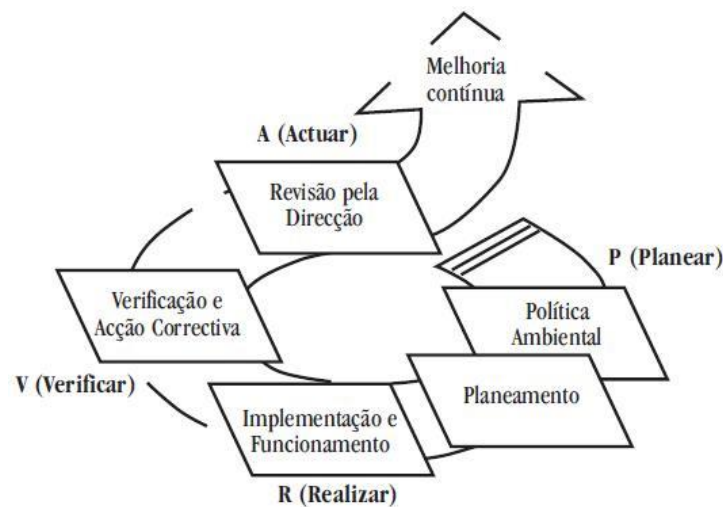 Melhoria
contínua
A (Actuar)
Revisão pela
Direcção
P (Planear)
Política
Ambiental
Verificação e
Acção Correctiva
Planeamento
V (Verificar)
Implementação e
Funcionamento
R (Realizar)